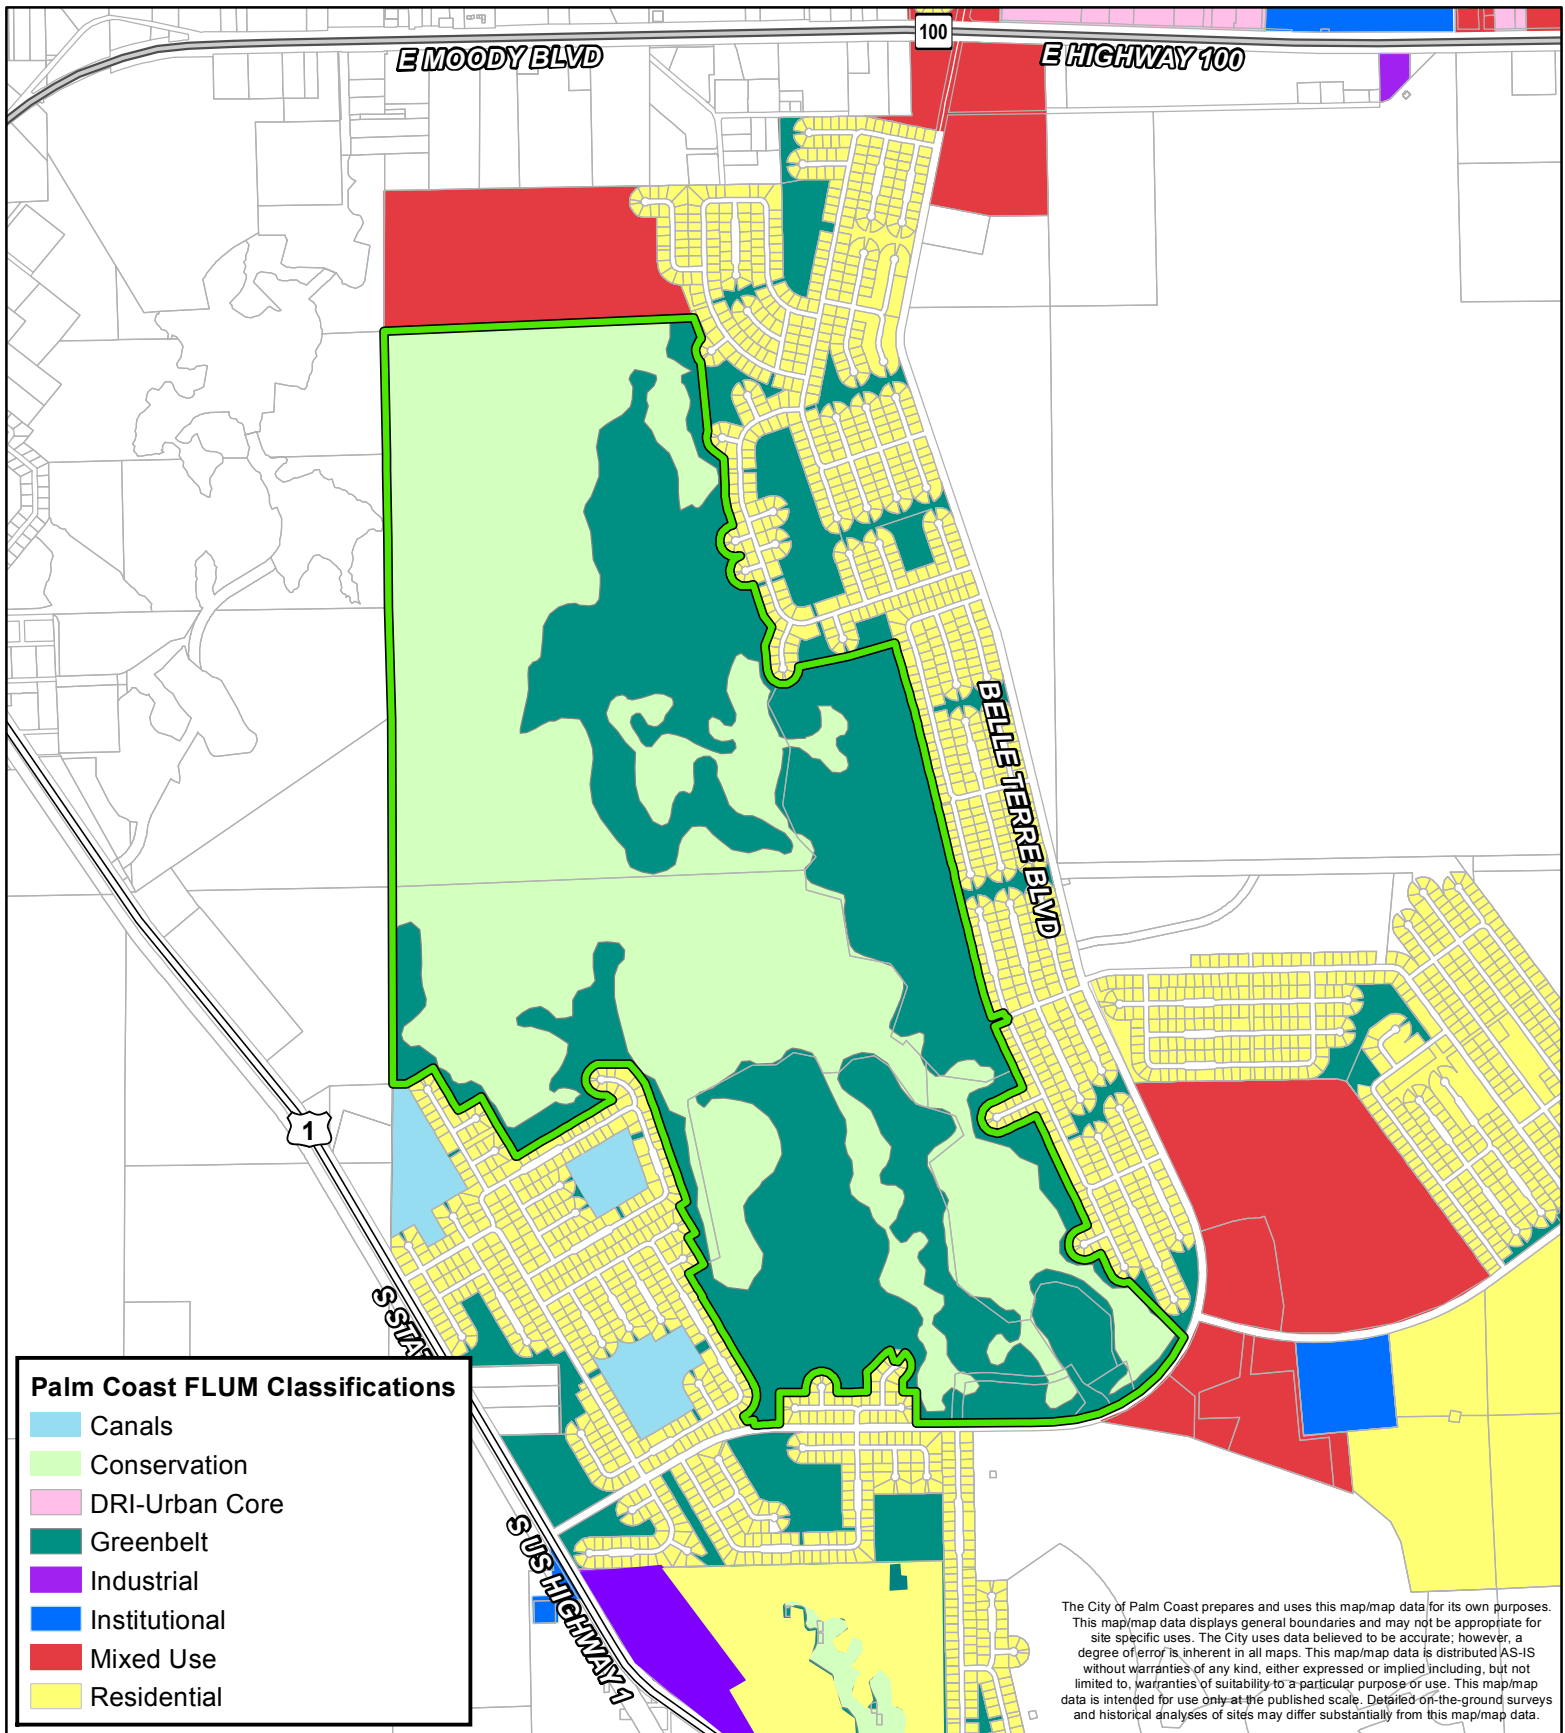 100
E MOODY BLVD
E HIGHWAY 100
BELLE TERRE BLVD
1
S STAT
Palm Coast FLUM Classifications
Canals
Conservation
DRI-Urban Core
Greenbelt
Industrial
Institutional
Mixed Use
Residential
S US HIGHWAY 1
The City of Palm Coast prepares and uses this map/map data for its own purposes.
This map/map data displays general boundaries and may not be appropriate for
site specific uses. The City uses data believed to be accurate; however, a
degree of error is inherent in all maps. This map/map data is distributed AS-IS
without warranties of any kind, either expressed or implied including, but not
limited to, warranties of suitability to a particular purpose or use. This map/map
data is intended for use only at the published scale. Detailed on-the-ground surveys
and historical analyses of sites may differ substantially from this map/map data.